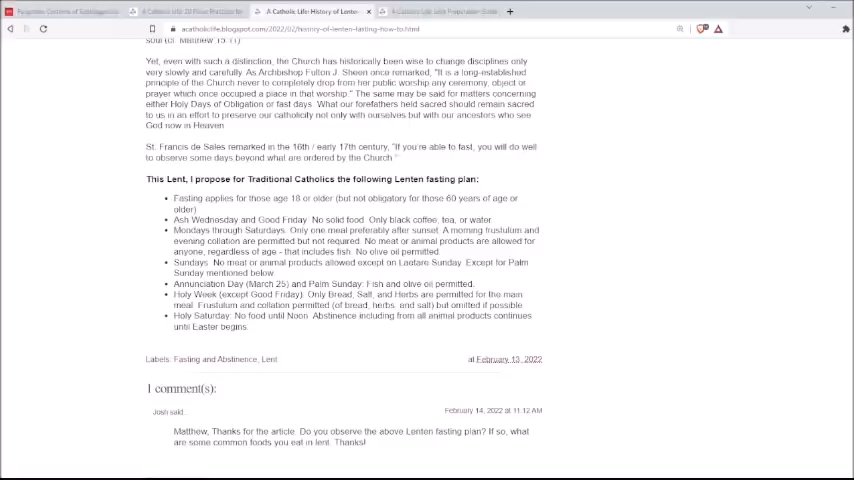 A Catholic Life: History of Lenten
acatholiclife.blogspot.com/2022/02/history-of-lenten-fasting-how-to.html
soul (cf. Matthew 15:11)
Yet, even with such a distinction, the Church has historically been wise to change disciplines only
very slowly and carefully. As Archbishop Fulton J. Sheen once remarked, "It is a long-established
principle of the Church never to completely drop from her public worship any ceremony, object or
prayer which once occupied a place in that worship." The same may be said for matters concerning
either Holy Days of Obligation or fast days. What our forefathers held sacred should remain sacred
to us in an effort to preserve our catholicity not only with ourselves but with our ancestors who see
God now in Heaven.
St. Francis de Sales remarked in the 16th / early 17th century, "If you're able to fast, you will do well
to observe some days beyond what are ordered by the Church."
This Lent, I propose for Traditional Catholics the following Lenten fasting plan:
• Fasting applies for those age 18 or older (but not obligatory for those 60 years of age or
older)
• Ash Wednesday and Good Friday: No solid food. Only black coffee, tea, or water.
• Mondays through Saturdays: Only one meal preferably after sunset. A morning frustulum and
evening collation are permitted but not required. No meat or animal products are allowed for
anyone, regardless of age - that includes fish. No olive oil permitted.
• Sundays: No meat or animal products allowed except on Laetare Sunday. Except for Palm
Sunday mentioned below
• Annunciation Day (March 25) and Palm Sunday: Fish and olive oil permitted.
• Holy Week (except Good Friday): Only Bread, Salt, and Herbs are permitted for the main
meal. Frustulum and collation permitted (of bread, herbs, and salt) but omitted if possible
• Holy Saturday: No food until Noon. Abstinence including from all animal products continues
until Easter begins.
Labels: Fasting and Abstinence, Lent
at February 13, 2022
1 comment(s):
Josh said...
February 14, 2022 at 11:12 AM
Matthew, Thanks for the article. Do you observe the above Lenten fasting plan? If so, what
are some common foods you eat in lent. Thanks!